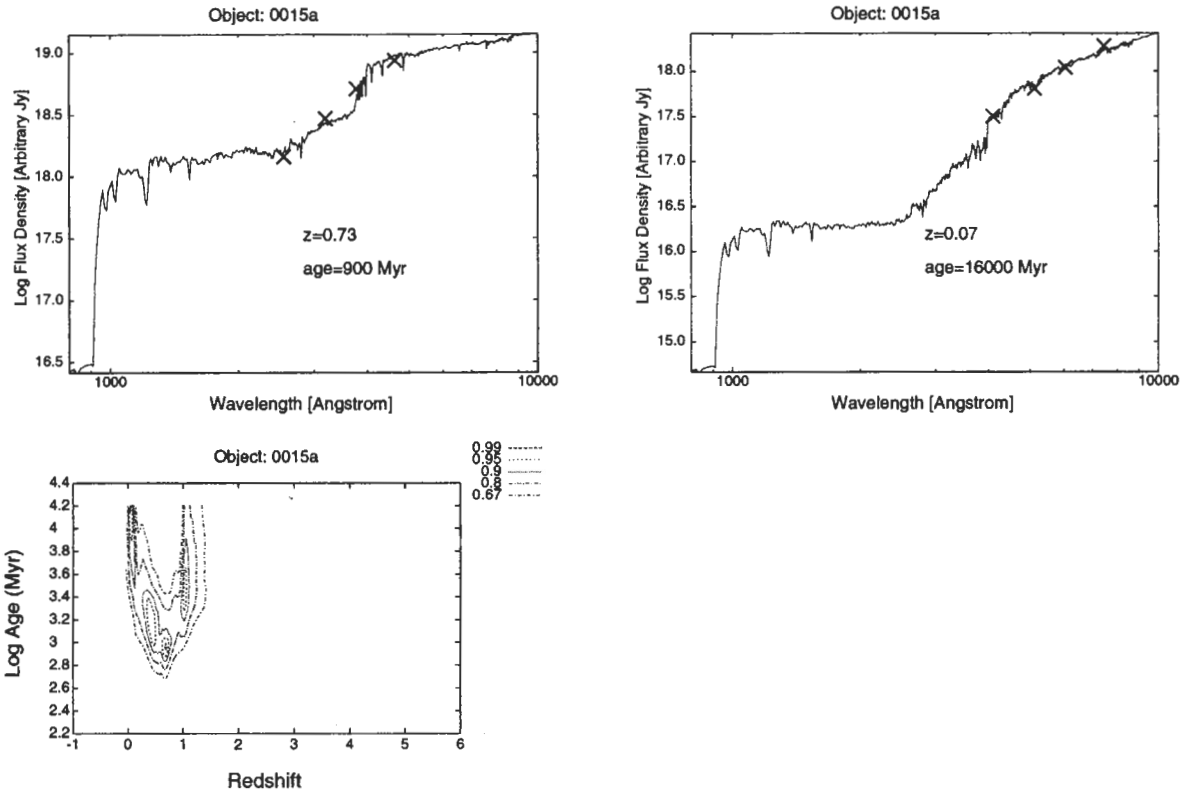 Object: 0015a
Log Flux Density [Arbitrary Jy]
19.0
18.5
18.0
17.5
17.0
16.5
z=0.73
age=900 Myr
1000
10000
Wavelength [Angstrom]
Object: 0015a
Log Flux Density [Arbitrary Jy]
18.0
17.5
17.0
16.5
16.0
15.5
15.0
z=0.07
age=16000 Myr
1000
10000
Wavelength [Angstrom]
Object: 0015a
0.99
0.95
0.9
0.8
0.67
Log Age (Myr)
4.4
4.2
4
3.8
3.6
3.4
3.2
3
2.8
2.6
2.4
2.2
-1 0 1 2 3 4 5 6
Redshift